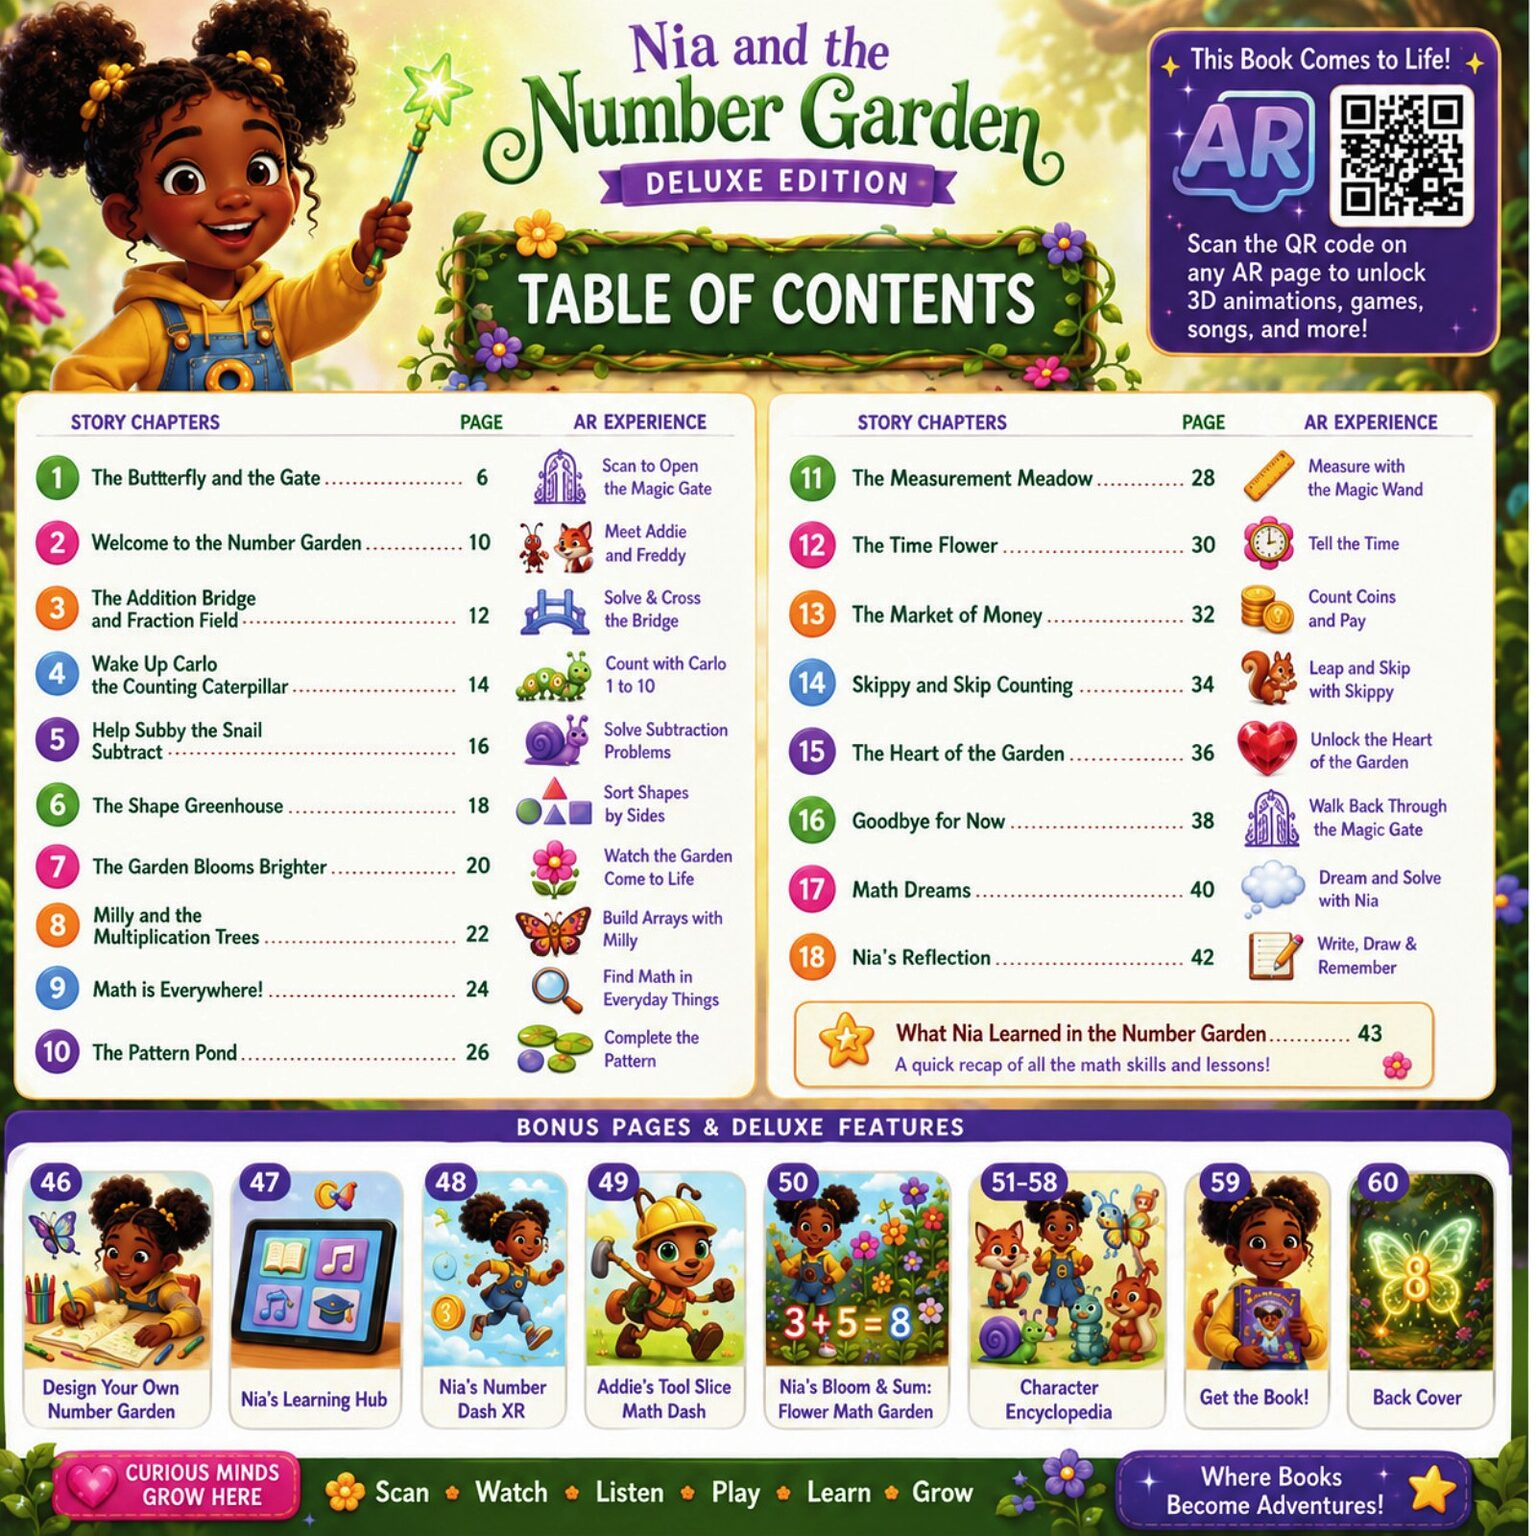 Nia and the
Number Garden
DELUXE EDITION
TABLE OF CONTENTS
This Book Comes to Life!
AR
Scan the QR code on
any AR page to unlock
3D animations, games,
songs, and more!
STORY CHAPTERS PAGE AR EXPERIENCE
1 The Buttterfly and the Gate 6 Scan to Open
the Magic Gate
2 Welcome to the Number Garden 10 Meet Addie
and Freddy
3 The Addition Bridge
and Fraction Field 12 Solve & Cross
the Bridge
4 Wake Up Carlo
the Counting Caterpillar 14 Count with Carlo
1 to 10
5 Help Subby the Snail
Subtract 16 Solve Subtraction
Problems
6 The Shape Greenhouse 18 Sort Shapes
by Sides
7 The Garden Blooms Brighter 20 Watch the Garden
Come to Life
8 Milly and the
Multiplication Trees 22 Build Arrays with
Milly
9 Math is Everywhere! 24 Find Math in
Everyday Things
10 The Pattern Pond 26 Complete the
Pattern
STORY CHAPTERS PAGE AR EXPERIENCE
11 The Measurement Meadow 28 Measure with
the Magic Wand
12 The Time Flower 30 Tell the Time
13 The Market of Money 32 Count Coins
and Pay
14 Skippy and Skip Counting 34 Leap and Skip
with Skippy
15 The Heart of the Garden 36 Unlock the Heart
of the Garden
16 Goodbye for Now 38 Walk Back Through
the Magic Gate
17 Math Dreams 40 Dream and Solve
with Nia
18 Nia's Reflection 42 Write, Draw &
Remember
What Nia Learned in the Number Garden 43
A quick recap of all the math skills and lessons!
BONUS PAGES & DELUXE FEATURES
46
Design Your Own
Number Garden
47
Nia's Learning Hub
48
3
Nia's Number
Dash XR
49
Addie's Tool Slice
Math Dash
50
3+5=8
Nia's Bloom & Sum:
Flower Math Garden
51-58
Character
Encyclopedia
59
Get the Book!
60
8
Back Cover
CURIOUS MINDS
GROW HERE
Scan Watch Listen Play Learn Grow
Where Books
Become Adventures!